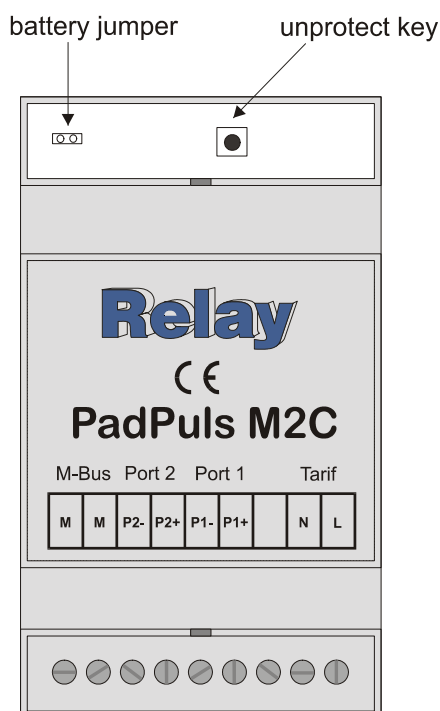 battery jumper unprotect key
Relay
CE
PadPuls M2C
M-Bus Port 2 Port 1 Tarif
M M P2- P2+ P1- P1+ N L